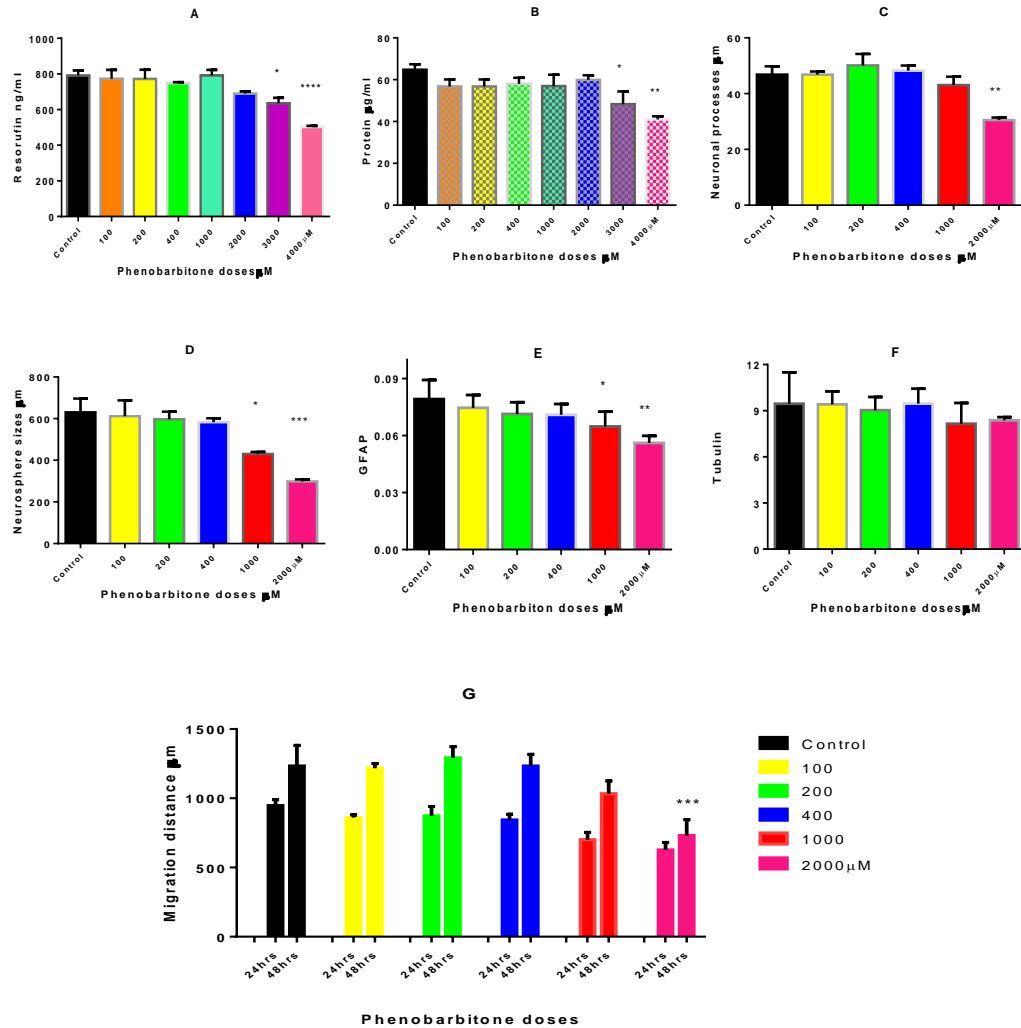 A
Resorufin ng/ml
1000
800
600
400
200
0
*
****
Control
100
200
400
1000
2000
3000
4000μM
Phenobarbitone doses μM
B
Protein μg/ml
80
60
40
20
0
*
**
Control
100
200
400
1000
2000
3000
4000μM
Phenobarbitone doses μM
C
Neuronal processes μm
60
40
20
0
**
Control
100
200
400
1000
2000μM
Phenobarbitone doses μM
D
Neurosphere sizes μm
800
600
400
200
0
*
***
Control
100
200
400
1000
2000μM
Phenobarbitone doses μM
E
GFAP
0.09
0.06
0.03
0.00
*
**
Control
100
200
400
1000
2000μM
Phenobarbiton doses μM
F
Tubulin
12
9
6
3
0
Control
100
200
400
1000
2000μM
Phenobarbitone doses μM
G
Migration distance μm
1500
1000
500
0
***
24hrs
48hrs
24hrs
48hrs
24hrs
48hrs
24hrs
48hrs
24hrs
48hrs
24hrs
48hrs
Phenobarbitone doses
Control
100
200
400
1000
2000μM